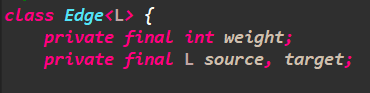 class Edge<L> {
    private final int weight;
    private final L source, target;